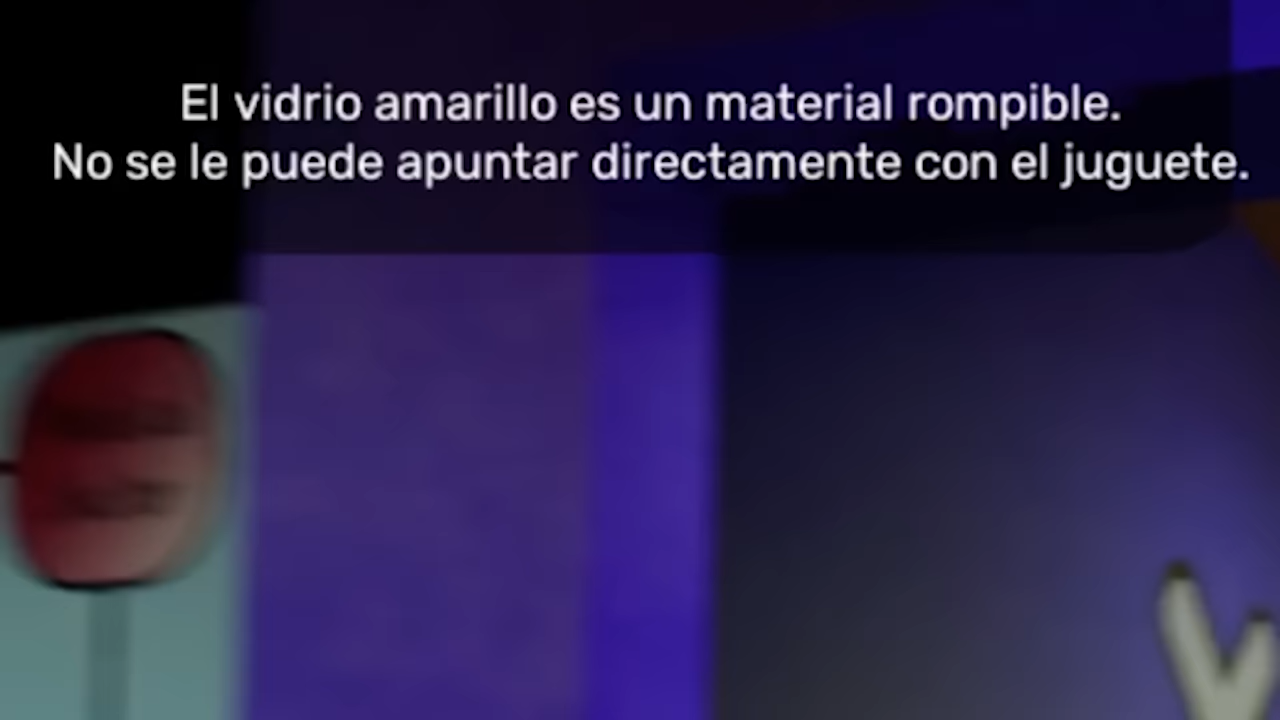 El vidrio amarillo es un material rompible.
No se le puede apuntar directamente con el juguete.